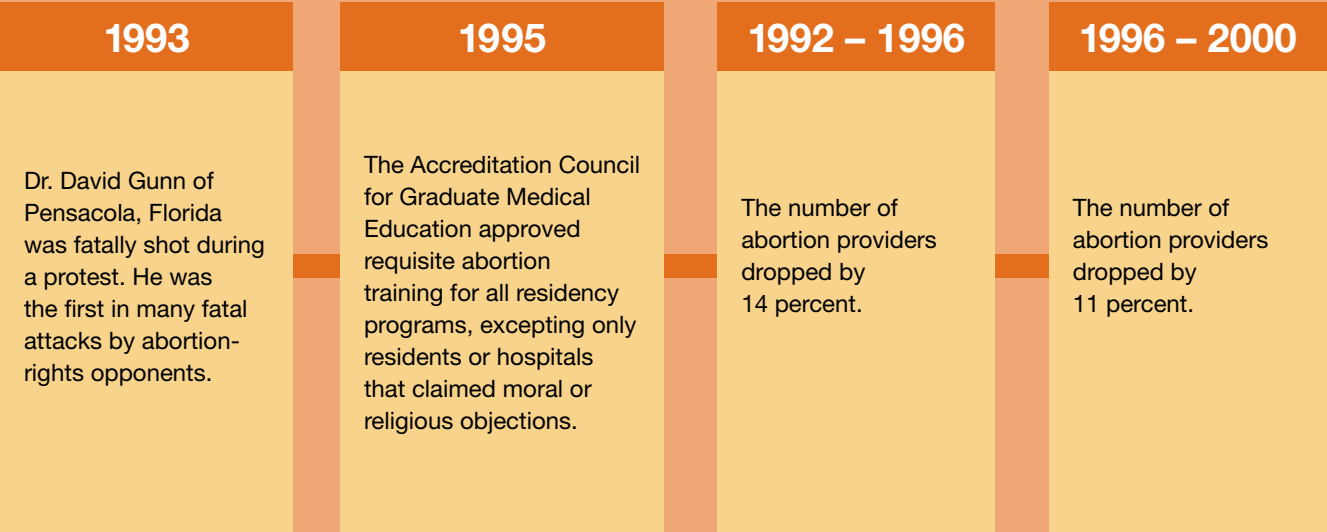 1993
Dr. David Gunn of
Pensacola, Florida
was fatally shot during
a protest. He was
the first in many fatal
attacks by abortion-
rights opponents.
1995
The Accreditation Council
for Graduate Medical
Education approved
requisite abortion
training for all residency
programs, excepting only
residents or hospitals
that claimed moral or
religious objections.
1992 – 1996
The number of
abortion providers
dropped by
14 percent.
1996 – 2000
The number of
abortion providers
dropped by
11 percent.